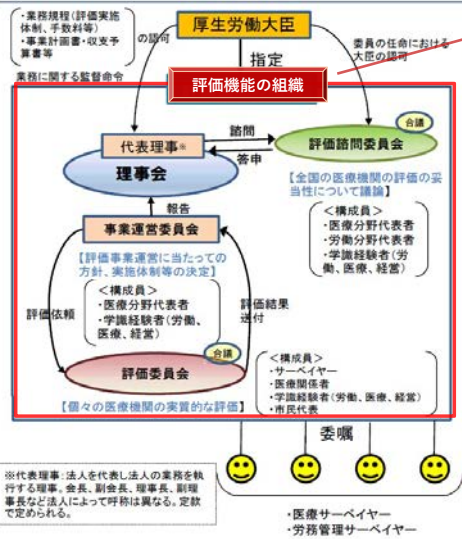 ・業務規程(評価実施
体制、手数料等)
・事業計画書・収支予
算書等
厚生労働大臣
の認可
委員の任命における
大臣の認可
指定
業務に関する監督命令
評価機能の組織
代表理事※
理事会
諮問
答申
合議
評価諮問委員会
【全国の医療機関の評価の妥
当性について議論】
<構成員>
・医療分野代表者
・労働分野代表者
・学識経験者(労
働、医療、経営)
報告
事業運営委員会
【評価事業運営に当たっての
方針、実施体制等の決定】
<構成員>
・医療分野代表者
・学識経験者(労働、
医療、経営)
評価依頼
評価結果
送付
合議
評価委員会
【個々の医療機関の実質的な評価】
<構成員>
・サーベイヤー
・医療関係者
・学識経験者(労働、医療、経営)
・市民代表
委嘱
※代表理事:法人を代表し法人の業務を執
行する理事。会長、副会長、理事長、副理
事長など法人によって呼称は異なる。定款
で定められる。
・医療サーベイヤー
・労務管理サーベイヤー